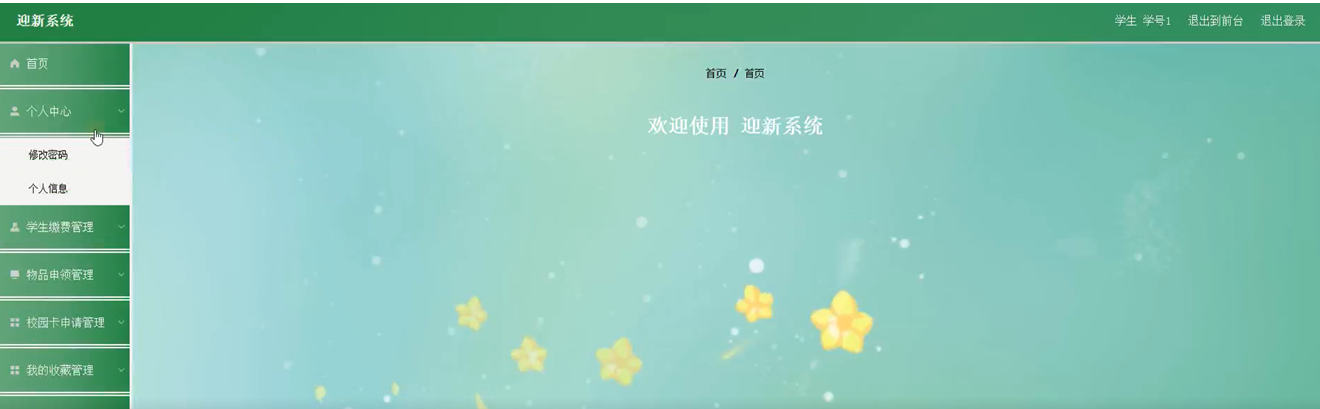 迎新系统
学生 学号1 退出到前台 退出登录
首页
个人中心
修改密码
个人信息
学生缴费管理
物品申领管理
校园卡申请管理
我的收藏管理
首页 / 首页
欢迎使用 迎新系统